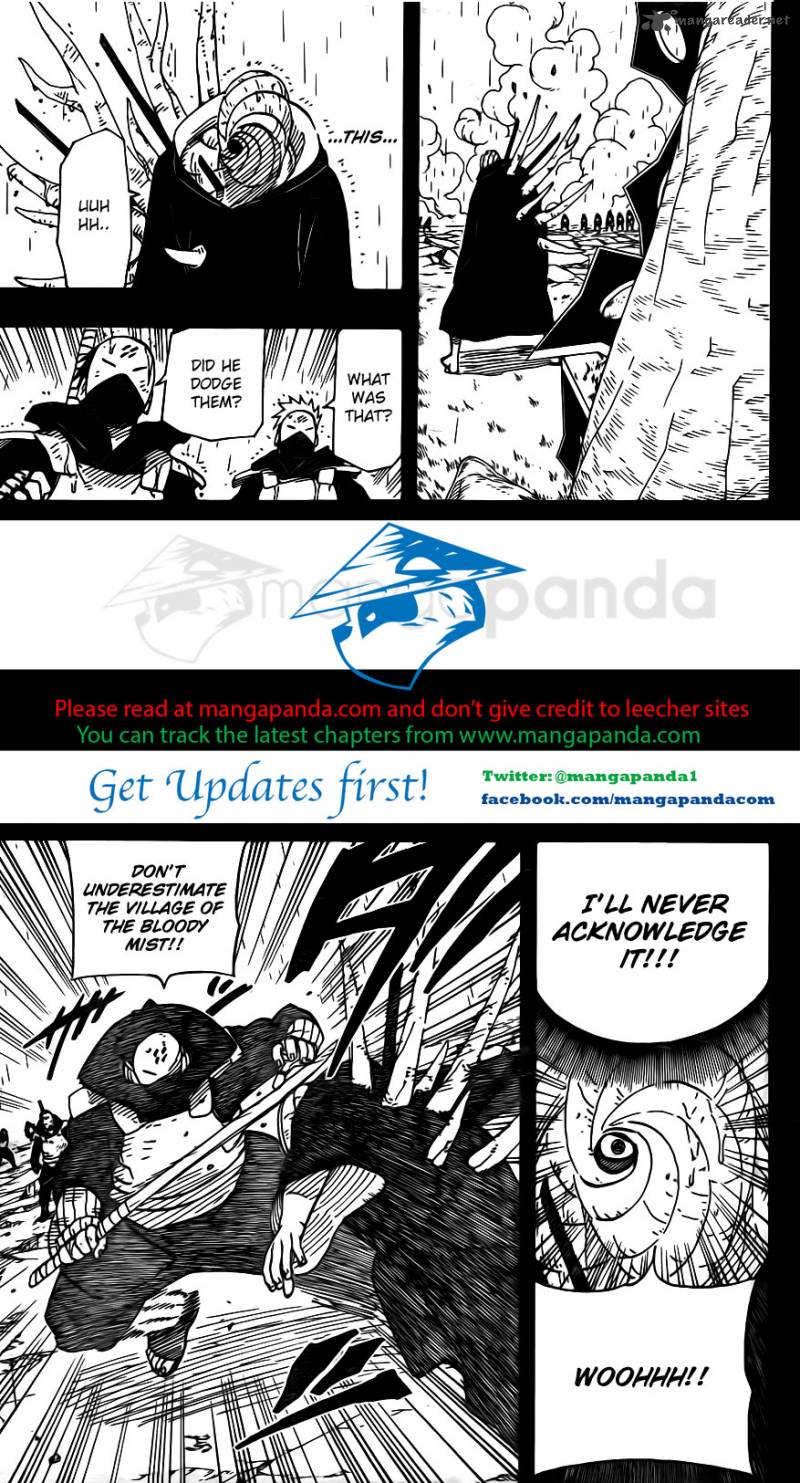 mangareader.net
...THIS...
UUH
HH..
WHAT
WAS
THAT?
DID HE
DODGE
THEM?
mangapanda
Please read at mangapanda.com and don't give credit to leecher sites
You can track the latest chapters from www.mangapanda.com
Get Updates first!
Twitter: @mangapanda1
facebook.com/mangapandacom
I'LL NEVER
ACKNOWLEDGE
IT!!!
WOOHHH!!
DON'T
UNDERESTIMATE
THE VILLAGE OF
THE BLOODY
MIST!!